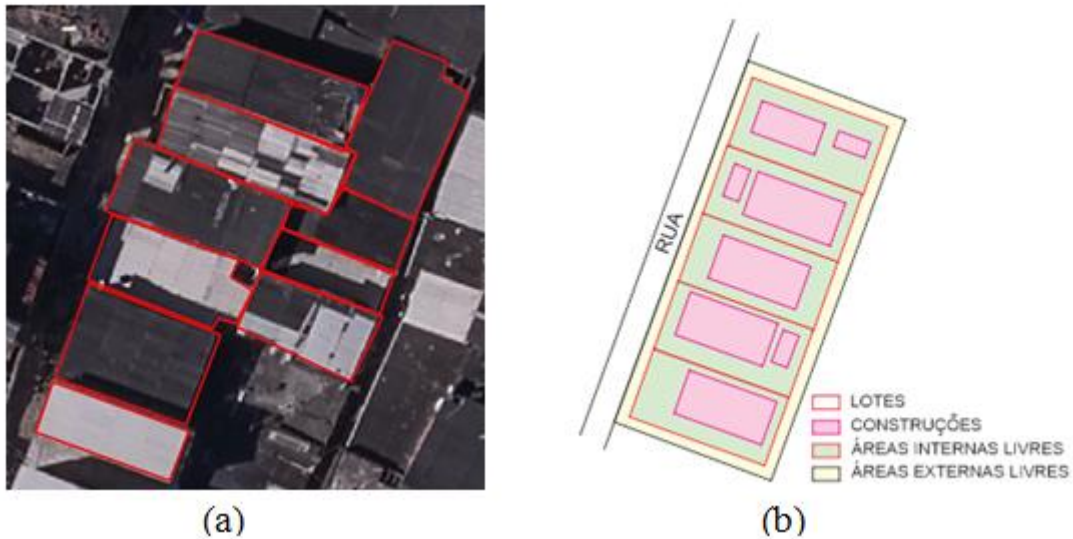 RUA
LOTES
CONSTRUÇÕES
ÁREAS INTERNAS LIVRES
ÁREAS EXTERNAS LIVRES
(a)
(b)